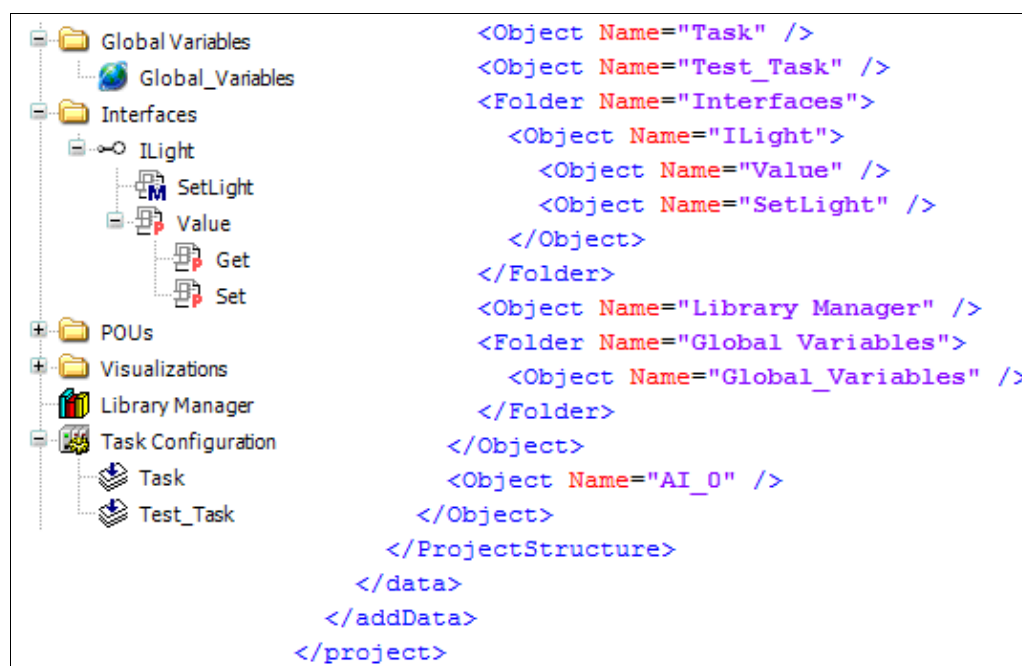 Global Variables
Global_Variables
Interfaces
ILight
SetLight
Value
Get
Set
POUs
Visualizations
Library Manager
Task Configuration
Task
Test_Task
<Object Name="Task" />
<Object Name="Test_Task" />
<Folder Name="Interfaces">
<Object Name="ILight">
<Object Name="Value" />
<Object Name="SetLight" />
</Object>
</Folder>
<Object Name="Library Manager" />
<Folder Name="Global Variables">
<Object Name="Global_Variables" />
</Folder>
</Object>
<Object Name="AI_0" />
</Object>
</ProjectStructure>
</data>
</addData>
</project>